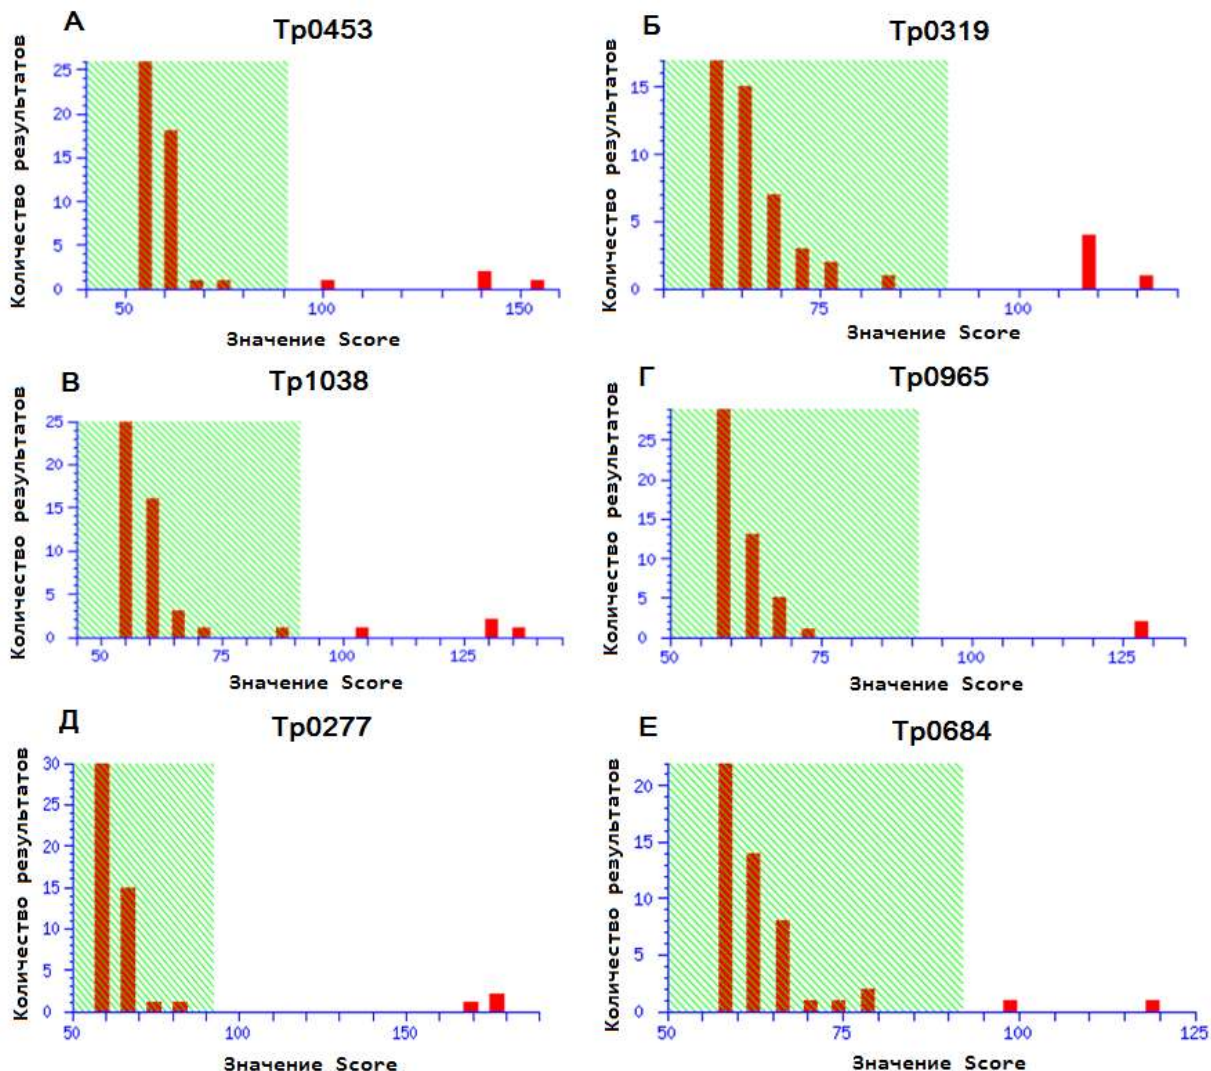 А
Tp0453
Количество результатов
25
20
15
10
5
0
50
100
150
Значение Score
Б
Tp0319
Количество результатов
15
10
5
0
75
100
Значение Score
В
Tp1038
Количество результатов
25
20
15
10
5
0
50
75
100
125
Значение Score
Г
Tp0965
Количество результатов
25
20
15
10
5
0
50
75
100
125
Значение Score
Д
Tp0277
Количество результатов
30
25
20
15
10
5
0
50
100
150
Значение Score
Е
Tp0684
Количество результатов
20
15
10
5
0
50
75
100
125
Значение Score